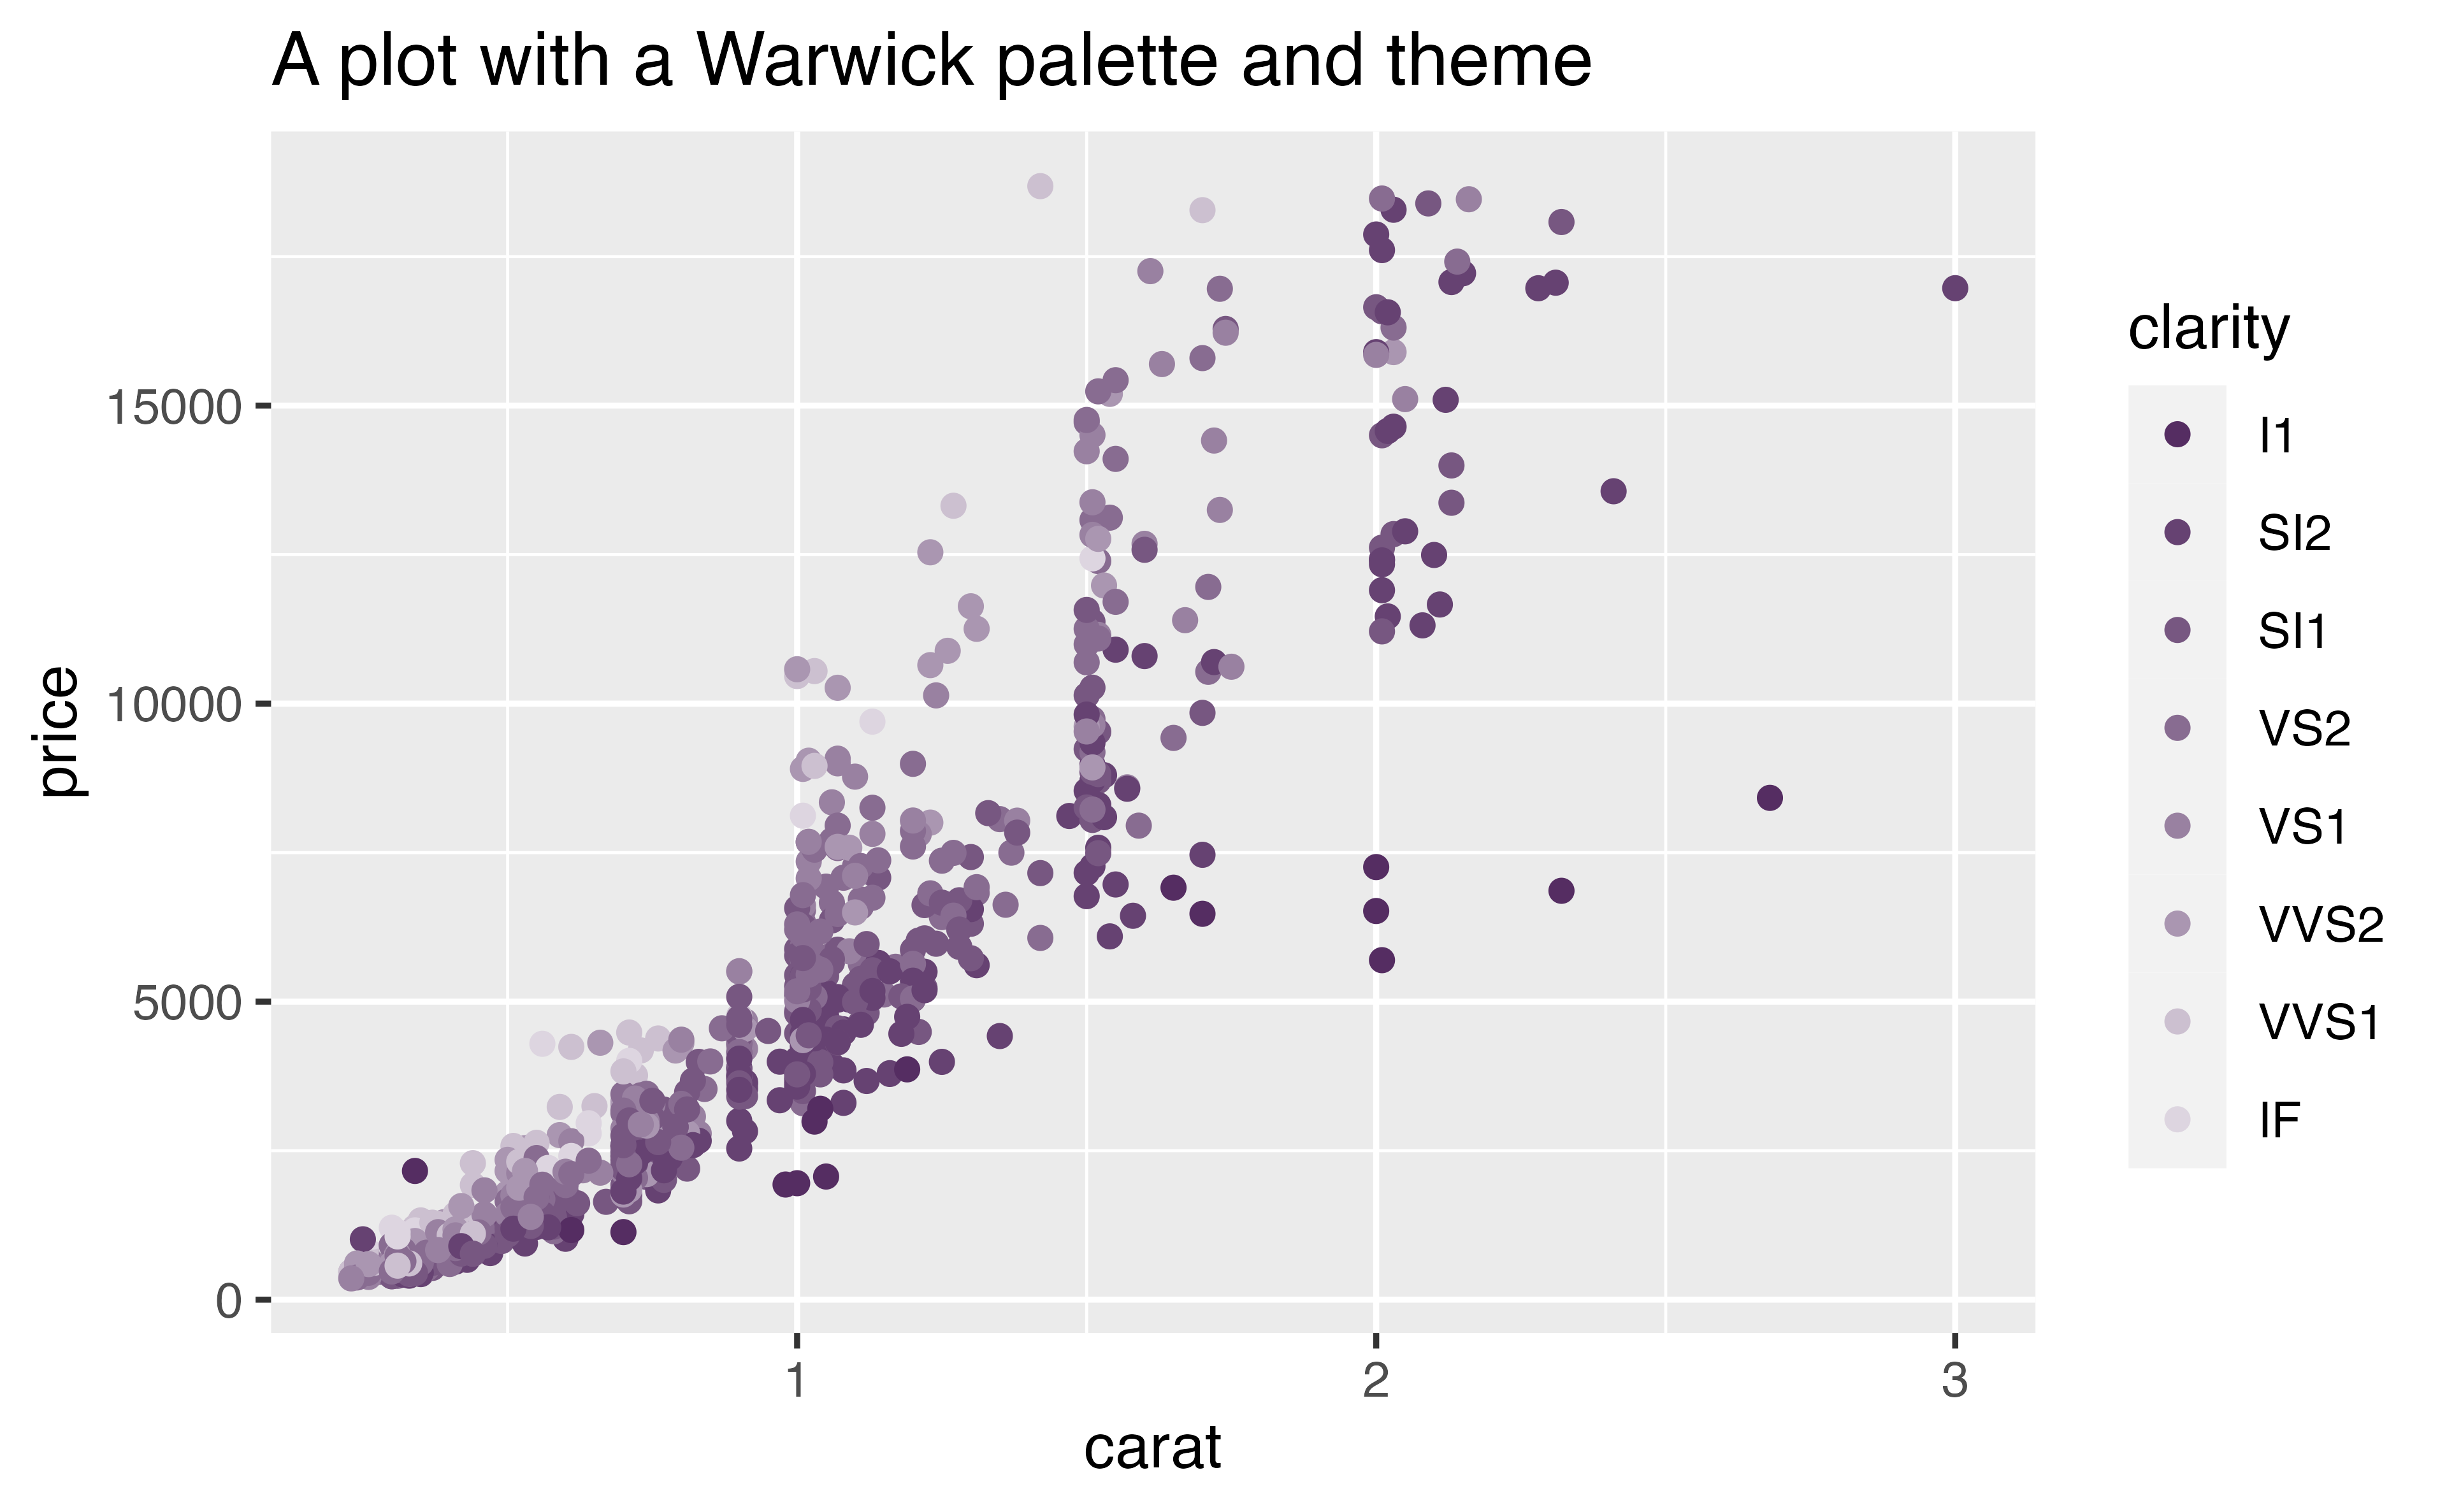 A plot with a Warwick palette and theme
price
15000
10000
5000
0
1
2
3
carat
clarity
I1
SI2
SI1
VS2
VS1
VVS2
VVS1
IF